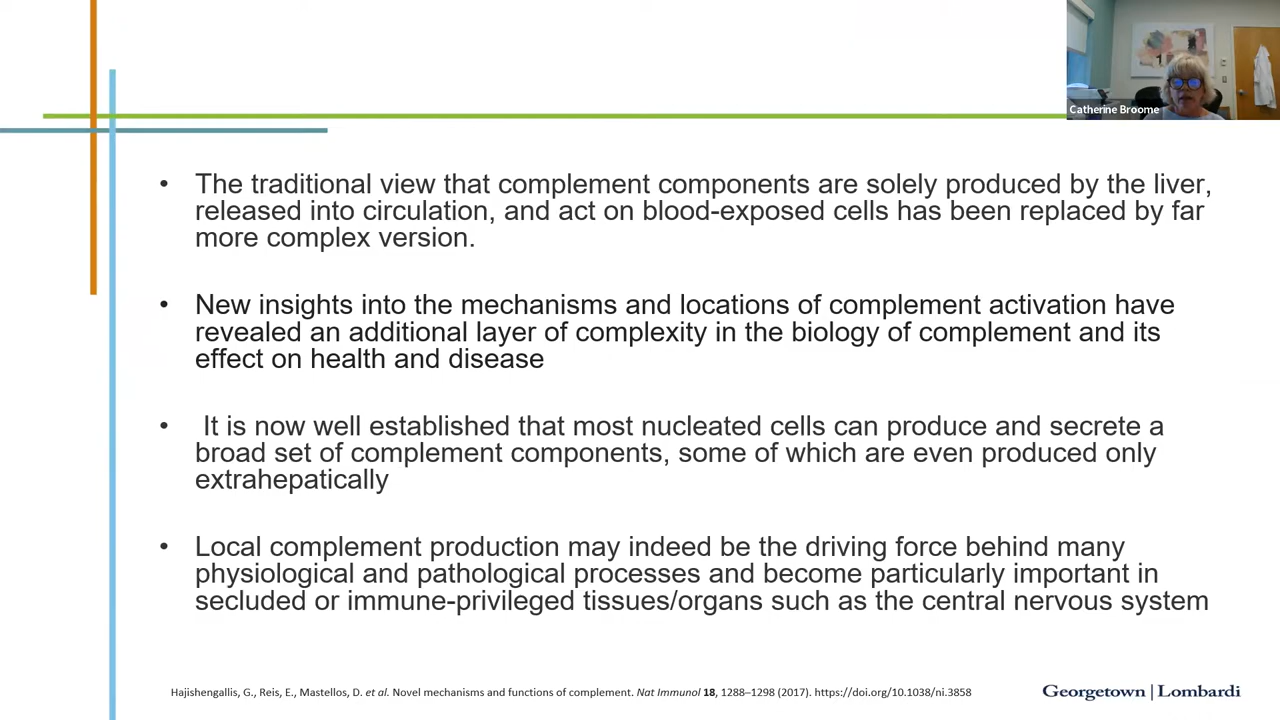 Catherine Broome
• The traditional view that complement components are solely produced by the liver,
released into circulation, and act on blood-exposed cells has been replaced by far
more complex version.
• New insights into the mechanisms and locations of complement activation have
revealed an additional layer of complexity in the biology of complement and its
effect on health and disease
• It is now well established that most nucleated cells can produce and secrete a
broad set of complement components, some of which are even produced only
extrahepatically
• Local complement production may indeed be the driving force behind many
physiological and pathological processes and become particularly important in
secluded or immune-privileged tissues/organs such as the central nervous system
Hajishengallis, G., Reis, E., Mastellos, D. et al. Novel mechanisms and functions of complement. Nat Immunol 18, 1288–1298 (2017). https://doi.org/10.1038/ni.3858
Georgetown | Lombardi